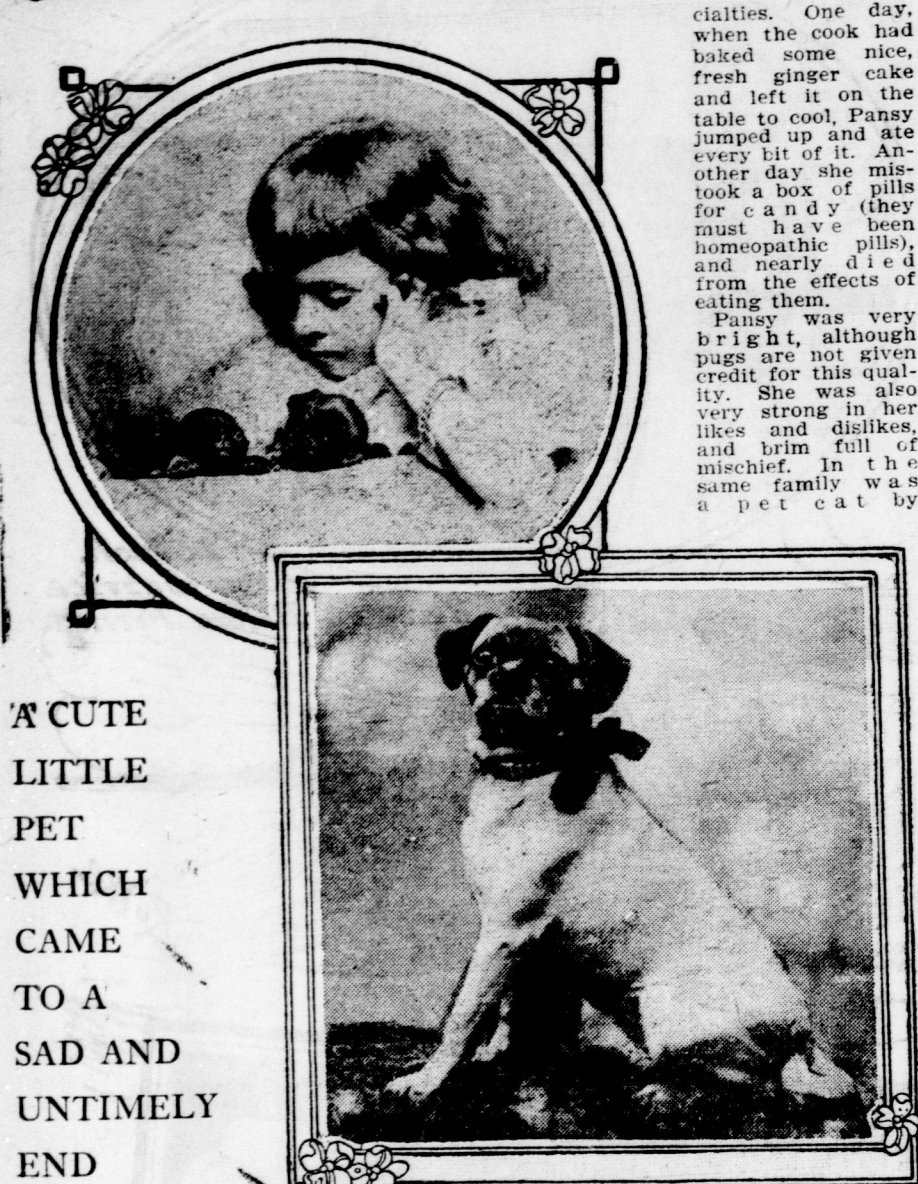 cialties. One day,
when the cook had
baked some nice,
fresh ginger cake
and left it on the
table to cool, Pansy
jumped up and ate
every bit of it. An-
other day she mis-
took a box of pills
for candy (they
must have been
homeopathic pills),
and nearly died
from the effects of
eating them.
Pansy was very
bright, although
pugs are not given
credit for this qual-
ity. She was also
very strong in her
likes and dislikes,
and brim full of
mischief. In the
same family was
a pet cat by
A CUTE
LITTLE
PET
WHICH
CAME
TO A
SAD AND
UNTIMELY
END